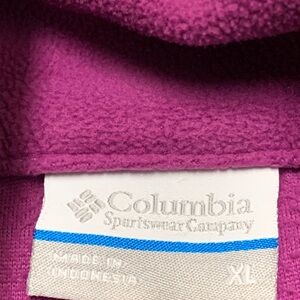 Columbia
Sportswear Company
MADE IN
INDONESIA
XL